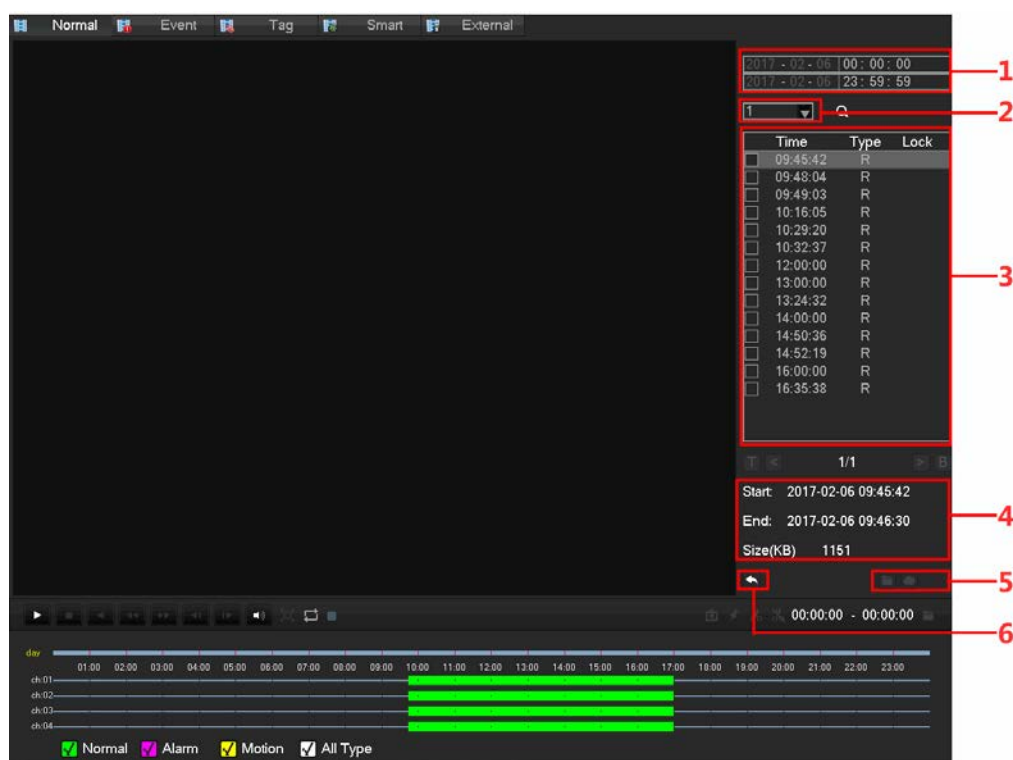 Normal Event Tag Smart External
2017 - 02 - 06 00 : 00 : 00
2017 - 02 - 06 23 : 59 : 59
1
1
2
Time Type Lock
09:45:42 R
09:48:04 R
09:49:03 R
10:16:05 R
10:29:20 R
10:32:37 R
12:00:00 R
13:00:00 R
13:24:32 R
14:00:00 R
14:50:36 R
14:52:19 R
16:00:00 R
16:35:38 R
3
T < 1/1 > B
Start: 2017-02-06 09:45:42
End: 2017-02-06 09:46:30
Size(KB) 1151
4
5
6
00:00:00 - 00:00:00
day
01:00 02:00 03:00 04:00 05:00 06:00 07:00 08:00 09:00 10:00 11:00 12:00 13:00 14:00 15:00 16:00 17:00 18:00 19:00 20:00 21:00 22:00 23:00
ch:01
ch:02
ch:03
ch:04
Normal Alarm Motion All Type